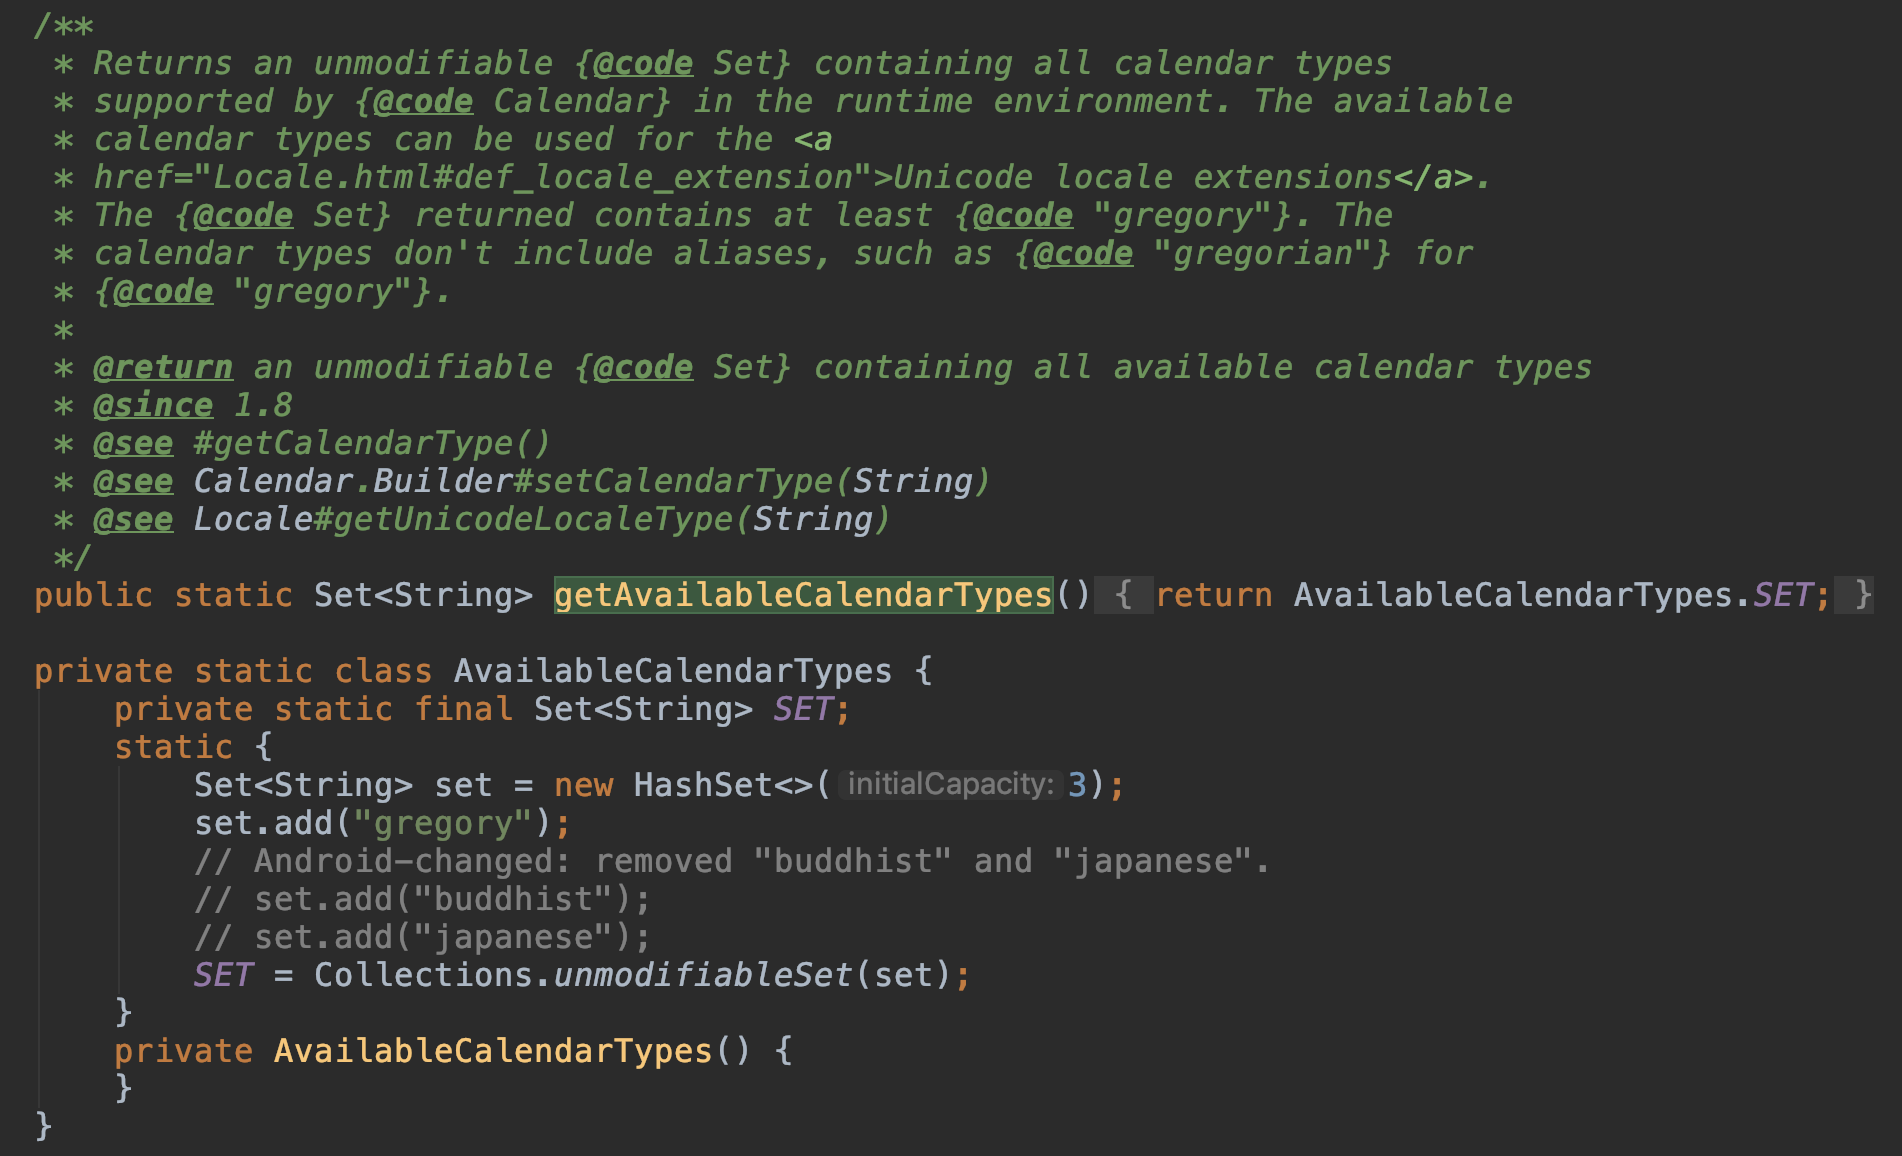 /**
 * Returns an unmodifiable {@code Set} containing all calendar types
 * supported by {@code Calendar} in the runtime environment. The available
 * calendar types can be used for the <a
 * href="Locale.html#def_locale_extension">Unicode locale extensions</a>.
 * The {@code Set} returned contains at least {@code "gregory"}. The
 * calendar types don't include aliases, such as {@code "gregorian"} for
 * {@code "gregory"}.
 *
 * @return an unmodifiable {@code Set} containing all available calendar types
 * @since 1.8
 * @see #getCalendarType()
 * @see Calendar.Builder#setCalendarType(String)
 * @see Locale#getUnicodeLocaleType(String)
 */
public static Set<String> getAvailableCalendarTypes() { return AvailableCalendarTypes.SET; }

private static class AvailableCalendarTypes {
    private static final Set<String> SET;
    static {
        Set<String> set = new HashSet<>( initialCapacity: 3);
        set.add("gregory");
        // Android-changed: removed "buddhist" and "japanese".
        // set.add("buddhist");
        // set.add("japanese");
        SET = Collections.unmodifiableSet(set);
    }
    private AvailableCalendarTypes() {
    }
}